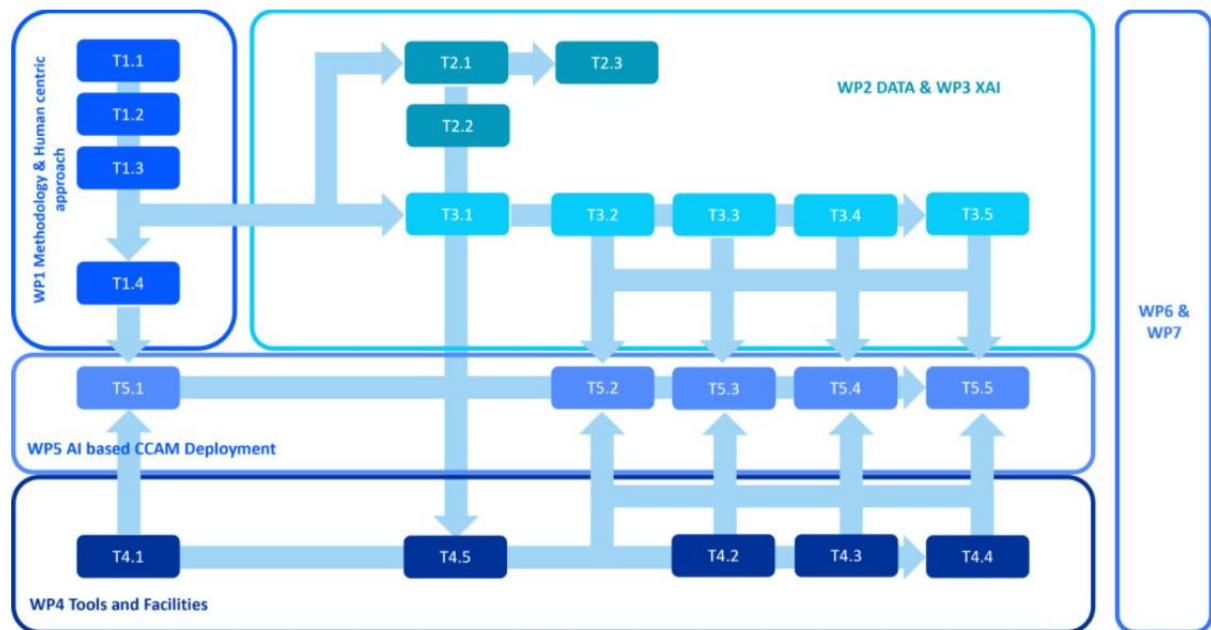 WP1 Methodology & Human centric
approach
T1.1
T1.2
T1.3
T1.4
T2.1
T2.3
WP2 DATA & WP3 XAI
T2.2
T3.1
T3.2
T3.3
T3.4
T3.5
T5.1
T5.2
T5.3
T5.4
T5.5
WP5 AI based CCAM Deployment
T4.1
T4.5
T4.2
T4.3
T4.4
WP4 Tools and Facilities
WP6 &
WP7